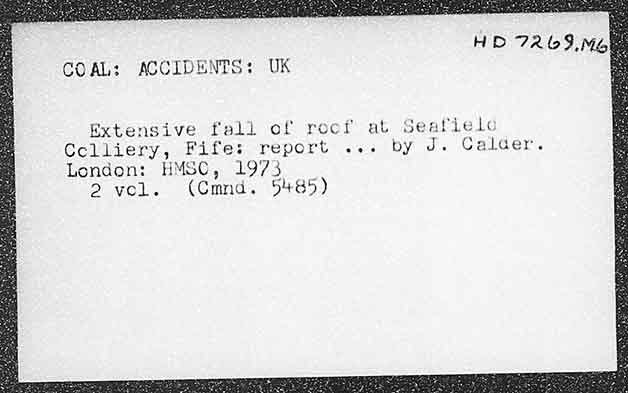 HD 7269.M6
COAL: ACCIDENTS: UK
Extensive fall of roof at Seafield
Colliery, Fife: report ... by J. Calder.
London: HMSO, 1973
2 vol. (Cmnd. 5485)